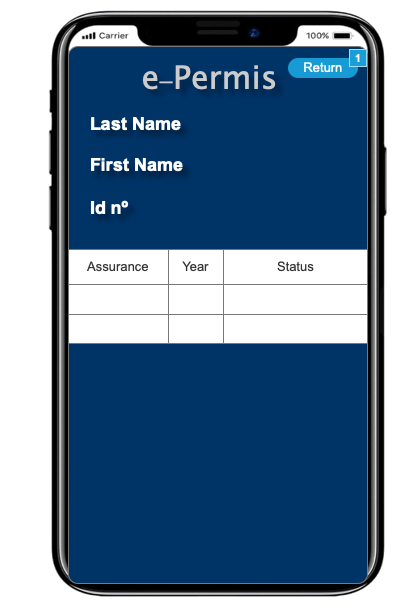 Carrier 100%
e-Permis
Return 1
Last Name
First Name
Id nº
Assurance Year Status